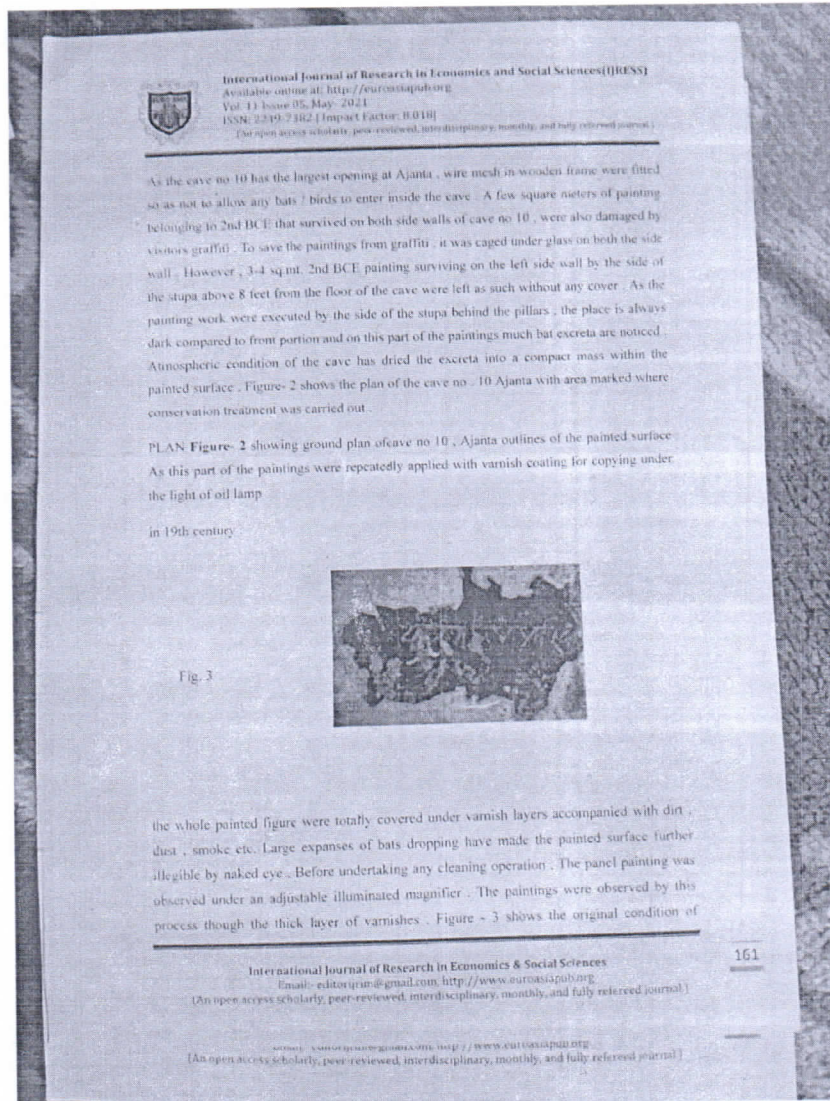 International Journal of Research in Economics and Social Sciences(IJRESS)
Available online at: http://euroasiapub.org
Vol. 11 Issue 05, May- 2021
ISSN: 2249-7382 | Impact Factor: 8.018|
(An open access scholarly, peer-reviewed, interdisciplinary, monthly, and fully refereed journal.)
As the cave no 10 has the largest opening at Ajanta , wire mesh in wooden frame were fitted
so as not to allow any bats / birds to enter inside the cave . A few square meters of painting
belonging to 2nd BCE that survived on both side walls of cave no 10 , were also damaged by
visitors graffiti . To save the paintings from graffiti , it was caged under glass on both the side
wall . However , 3-4 sq mt. 2nd BCE painting surviving on the left side wall by the side of
the stupa above 8 feet from the floor of the cave were left as such without any cover . As the
painting work were executed by the side of the stupa behind the pillars , the place is always
dark compared to front portion and on this part of the paintings much bat excreta are noticed .
Atmospheric condition of the cave has dried the excreta into a compact mass within the
painted surface . Figure- 2 shows the plan of the cave no . 10 Ajanta with area marked where
conservation treatment was carried out .
PLAN Figure- 2 showing ground plan ofcave no 10 , Ajanta outlines of the painted surface
As this part of the paintings were repeatedly applied with varnish coating for copying under
the light of oil lamp
in 19th century
Fig. 3
the whole painted figure were totally covered under varnish layers accompanied with dirt ,
dust , smoke etc. Large expanses of bats dropping have made the painted surface further
illegible by naked eye . Before undertaking any cleaning operation . The panel painting was
observed under an adjustable illuminated magnifier . The paintings were observed by this
process though the thick layer of varnishes . Figure - 3 shows the original condition of
International Journal of Research in Economics & Social Sciences
Email:- editorijrim@gmail.com, http://www.euroasiapub.org
(An open access scholarly, peer-reviewed, interdisciplinary, monthly, and fully refereed journal.)
161
http://www.euroasiapub.org
(An open access scholarly, peer-reviewed, interdisciplinary, monthly, and fully refereed journal.)